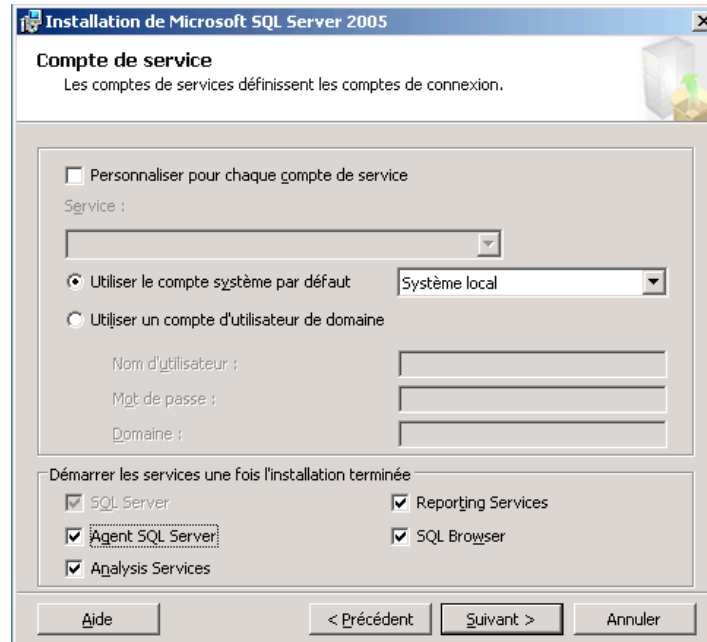 Installation de Microsoft SQL Server 2005
Compte de service
Les comptes de services définissent les comptes de connexion.
Personnaliser pour chaque compte de service
Service :
Utiliser le compte système par défaut
Système local
Utiliser un compte d'utilisateur de domaine
Nom d'utilisateur :
Mot de passe :
Domaine :
Démarrer les services une fois l'installation terminée
SQL Server
Reporting Services
Agent SQL Server
SQL Browser
Analysis Services
Aide
< Précédent
Suivant >
Annuler